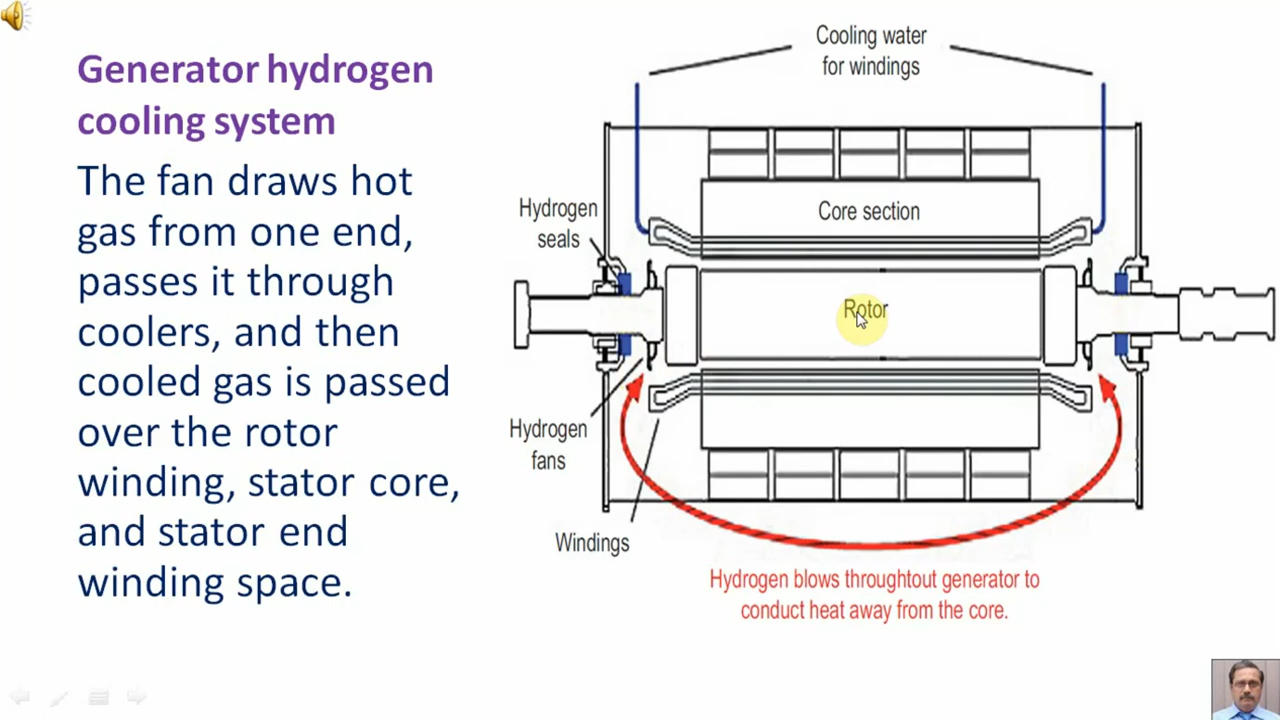 Generator hydrogen
cooling system
The fan draws hot
gas from one end,
passes it through
coolers, and then
cooled gas is passed
over the rotor
winding, stator core,
and stator end
winding space.
Cooling water
for windings
Hydrogen
seals
Core section
Rotor
Hydrogen
fans
Windings
Hydrogen blows throughtout generator to
conduct heat away from the core.